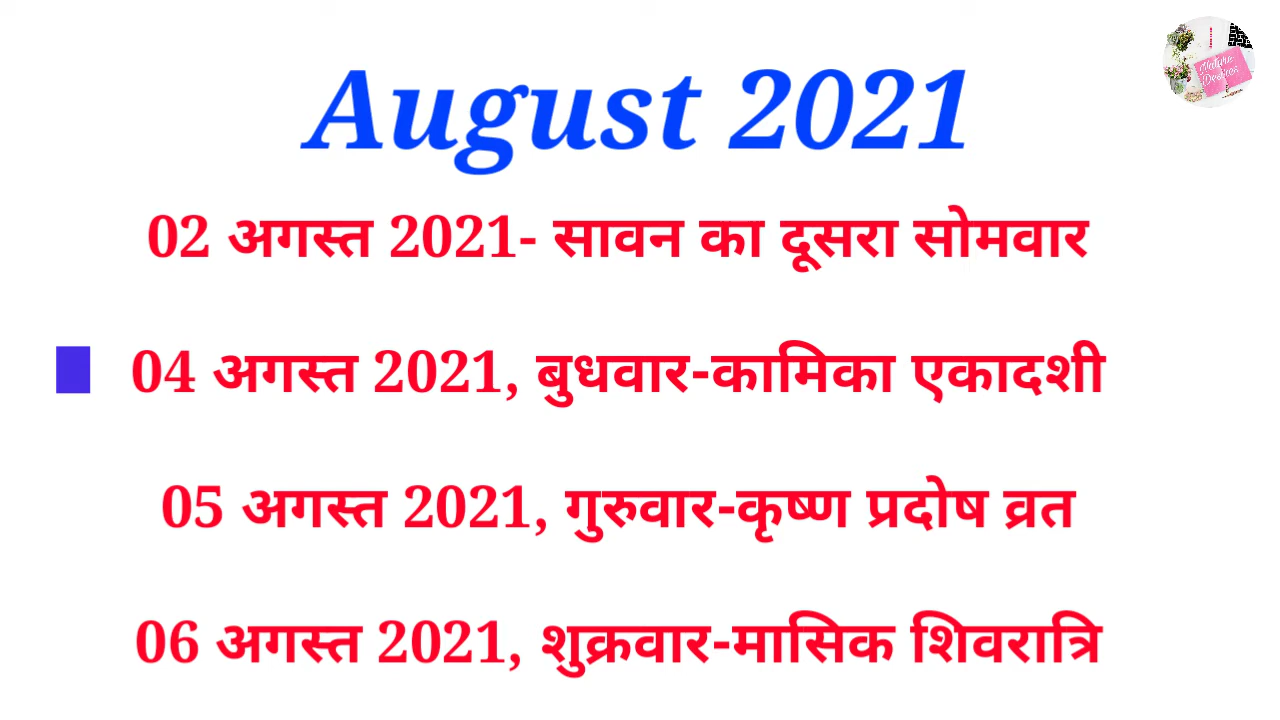 August 2021
02 अगस्त 2021- सावन का दूसरा सोमवार
04 अगस्त 2021, बुधवार-कामिका एकादशी
05 अगस्त 2021, गुरुवार-कृष्ण प्रदोष व्रत
06 अगस्त 2021, शुक्रवार-मासिक शिवरात्रि